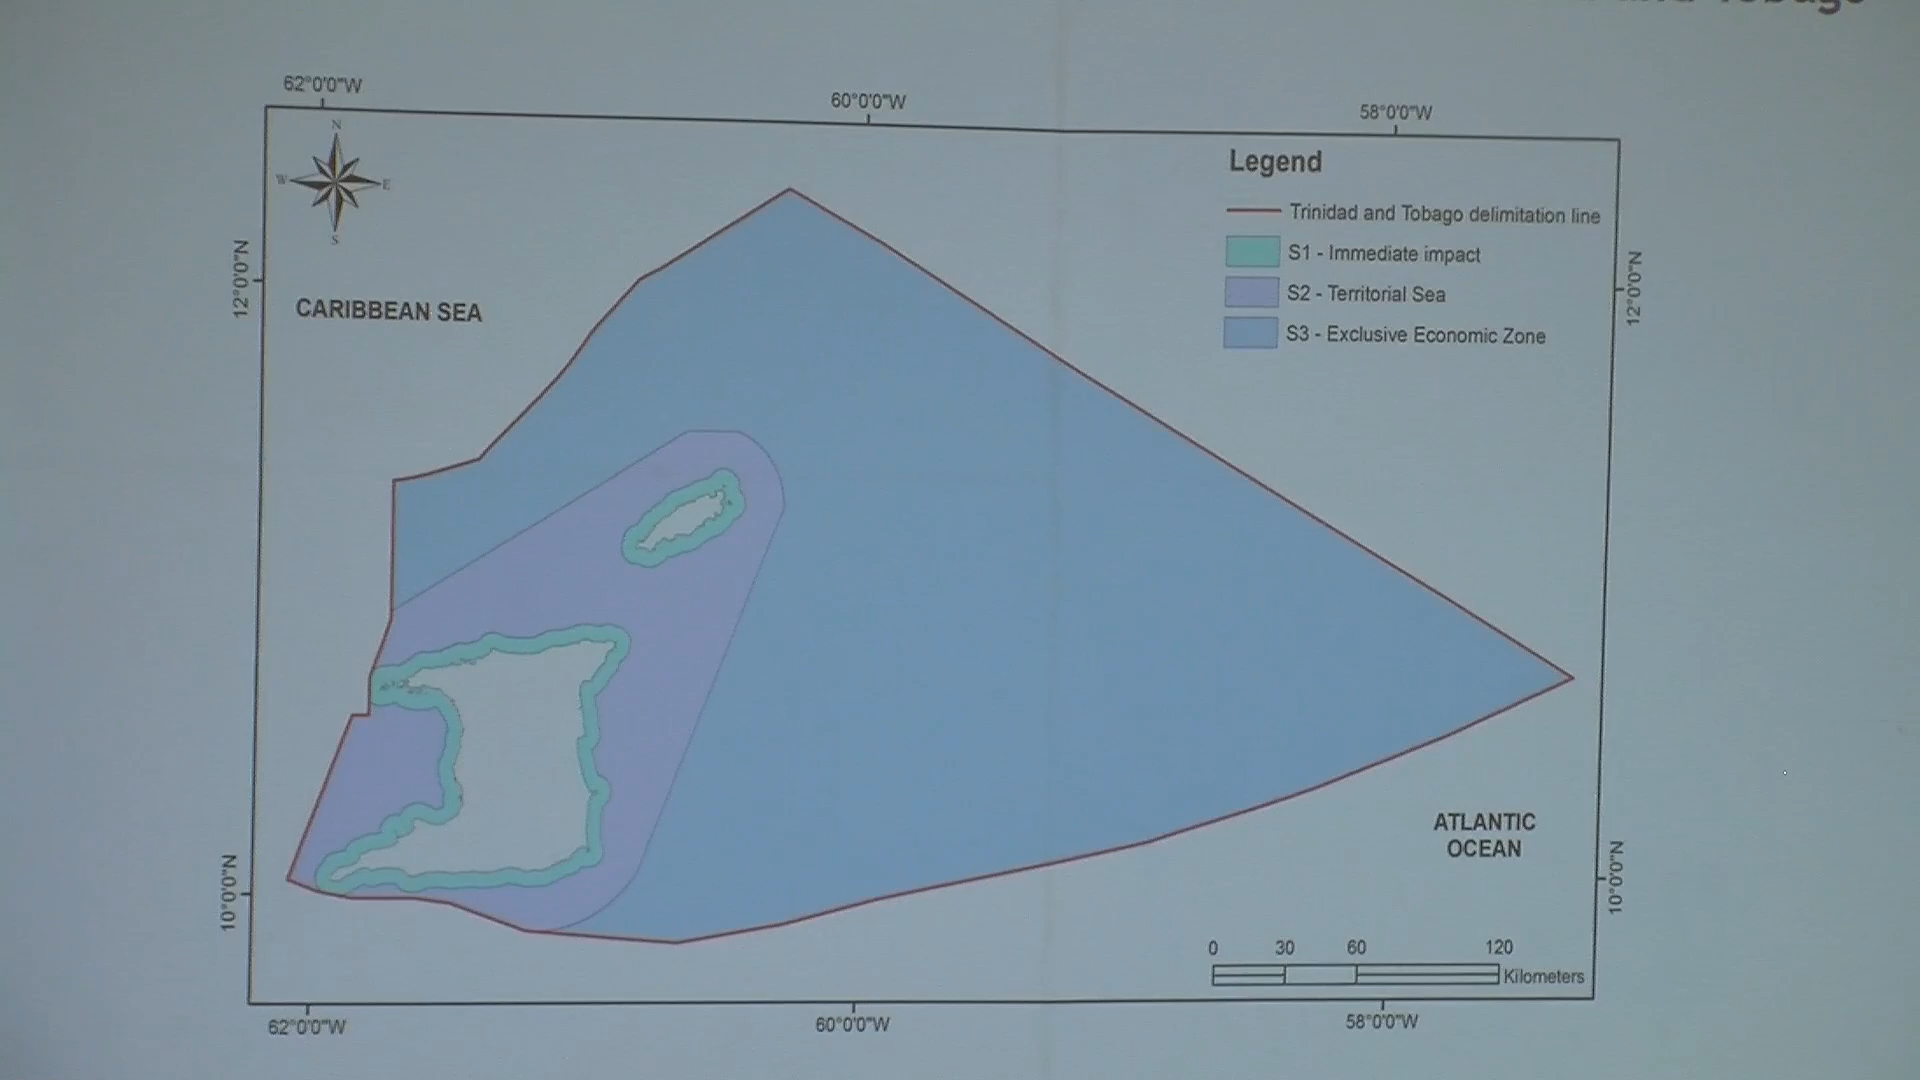 and Tobago
62°0'0"W
60°0'0"W
58°0'0"W
N
W
E
S
Legend
Trinidad and Tobago delimitation line
S1 - Immediate impact
S2 - Territorial Sea
S3 - Exclusive Economic Zone
12°0'0"N
12°0'0"N
CARIBBEAN SEA
ATLANTIC
OCEAN
10°0'0"N
10°0'0"N
0
30
60
120
Kilometers
62°0'0"W
60°0'0"W
58°0'0"W